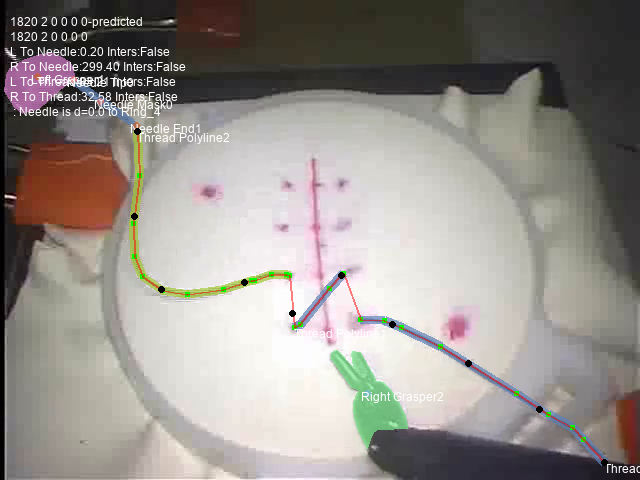 1820 2 0 0 0 0-predicted
1820 2 0 0 0 0
L To Needle:0.20 Inters:False
R To Needle:299.40 Inters:False
R To Thread:32.58 Inters:False
: Needle is d=0.0 to Ring_4
Needle Mask0
Needle End1
Thread Polyline2
Right Grasper2
Thread